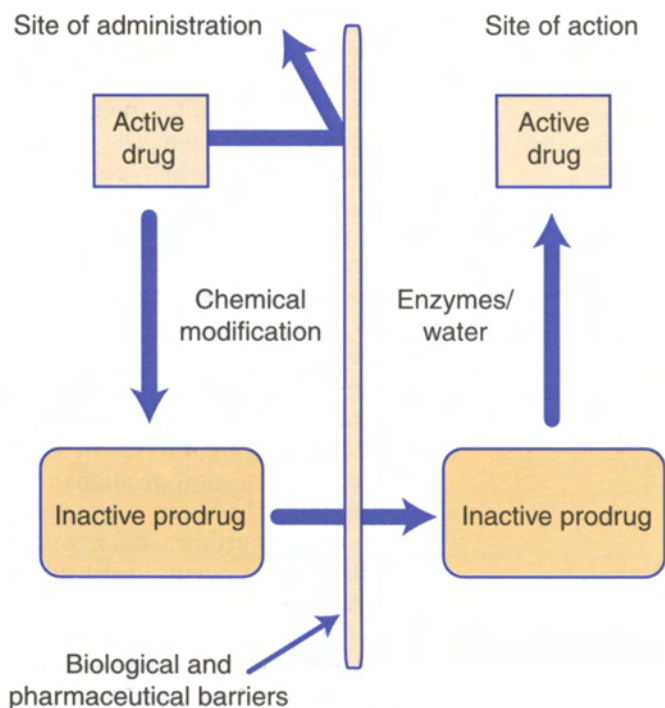 Site of administration
Site of action
Active
drug
Active
drug
Chemical
modification
Enzymes/
water
Inactive prodrug
Inactive prodrug
Biological and
pharmaceutical barriers